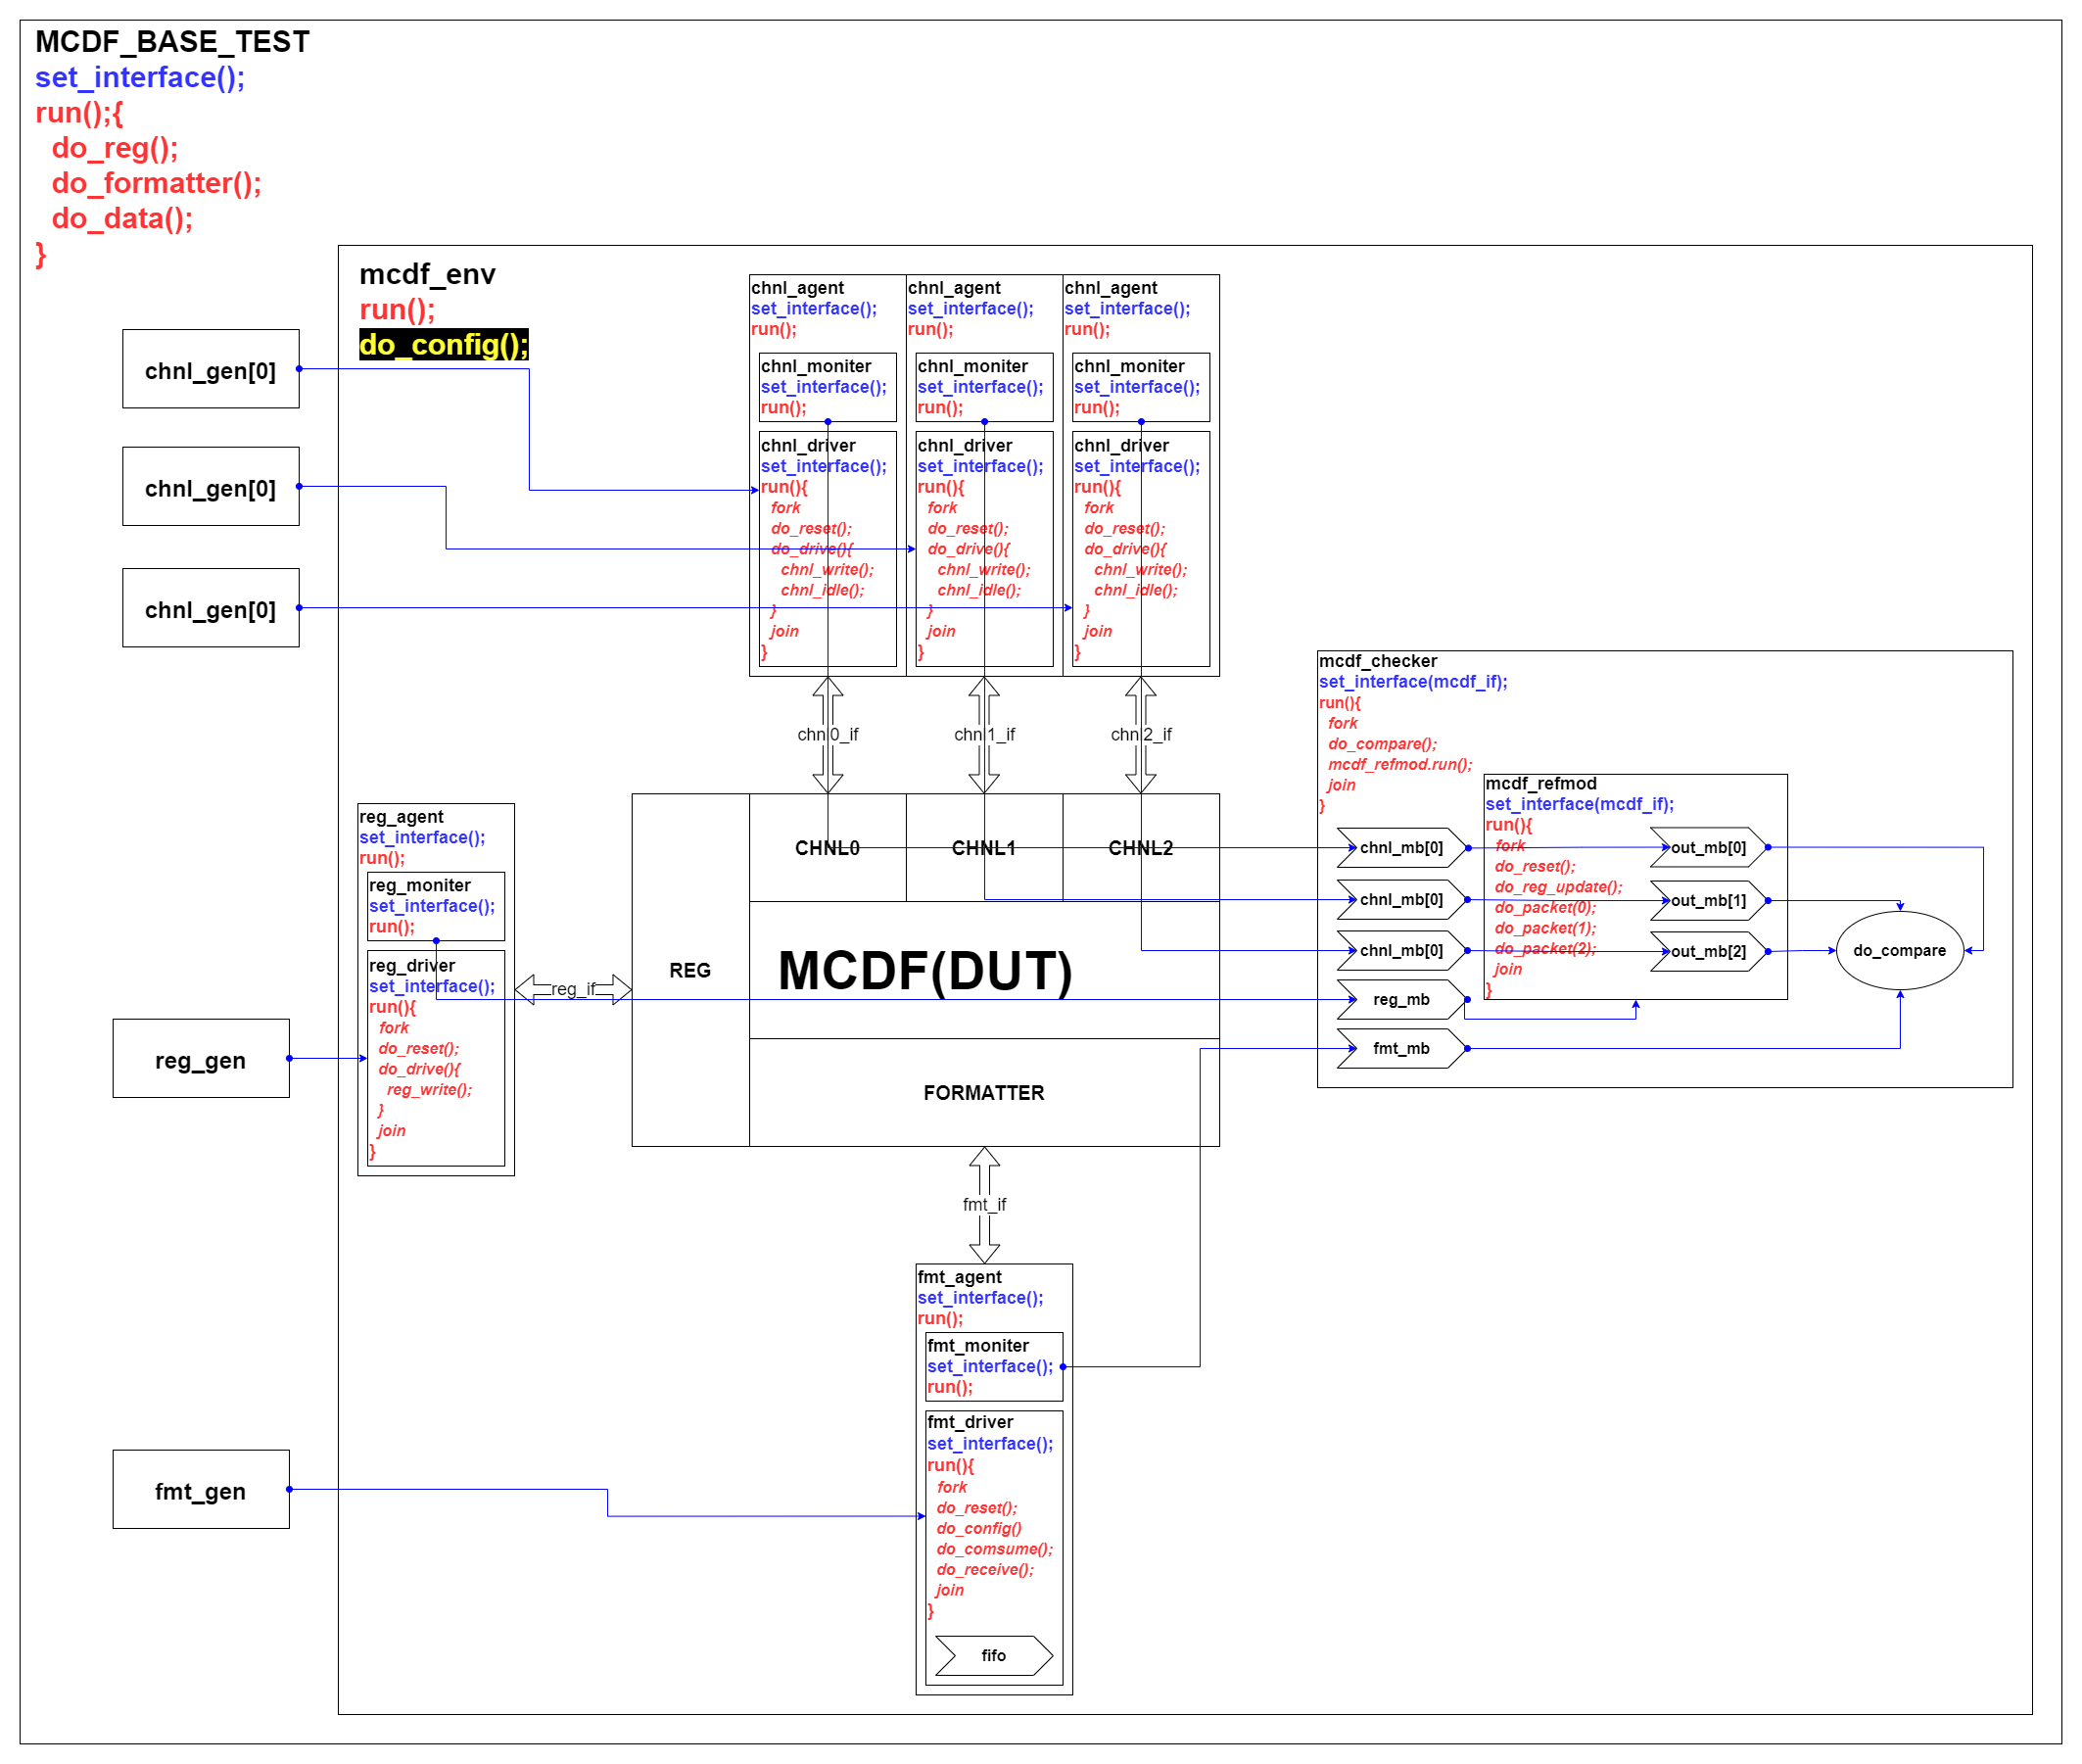 MCDF_BASE_TEST
set_interface();
run();{
do_reg();
do_formatter();
do_data();
}
mcdf_env
run();
do_config();
chnl_gen[0]
chnl_gen[0]
chnl_gen[0]
reg_gen
fmt_gen
chnl_agent
set_interface();
run();
chnl_moniter
set_interface();
run();
chnl_driver
set_interface();
run(){
fork
do_reset();
do_drive(){
chnl_write();
chnl_idle();
}
join
}
chnl_agent
set_interface();
run();
chnl_moniter
set_interface();
run();
chnl_driver
set_interface();
run(){
fork
do_reset();
do_drive(){
chnl_write();
chnl_idle();
}
join
}
chnl_agent
set_interface();
run();
chnl_moniter
set_interface();
run();
chnl_driver
set_interface();
run(){
fork
do_reset();
do_drive(){
chnl_write();
chnl_idle();
}
join
}
chnl0_if
chnl1_if
chnl2_if
reg_agent
set_interface();
run();
reg_moniter
set_interface();
run();
reg_driver
set_interface();
run(){
fork
do_reset();
do_drive(){
reg_write();
}
join
}
reg_if
REG
CHNL0
CHNL1
CHNL2
MCDF(DUT)
FORMATTER
fmt_if
fmt_agent
set_interface();
run();
fmt_moniter
set_interface();
run();
fmt_driver
set_interface();
run(){
fork
do_reset();
do_config()
do_comsume();
do_receive();
join
}
fifo
mcdf_checker
set_interface(mcdf_if);
run(){
fork
do_compare();
mcdf_refmod.run();
join
}
chnl_mb[0]
chnl_mb[0]
chnl_mb[0]
reg_mb
fmt_mb
mcdf_refmod
set_interface(mcdf_if);
run(){
fork
do_reset();
do_reg_update();
do_packet(0);
do_packet(1);
do_packet(2);
join
}
out_mb[0]
out_mb[1]
out_mb[2]
do_compare